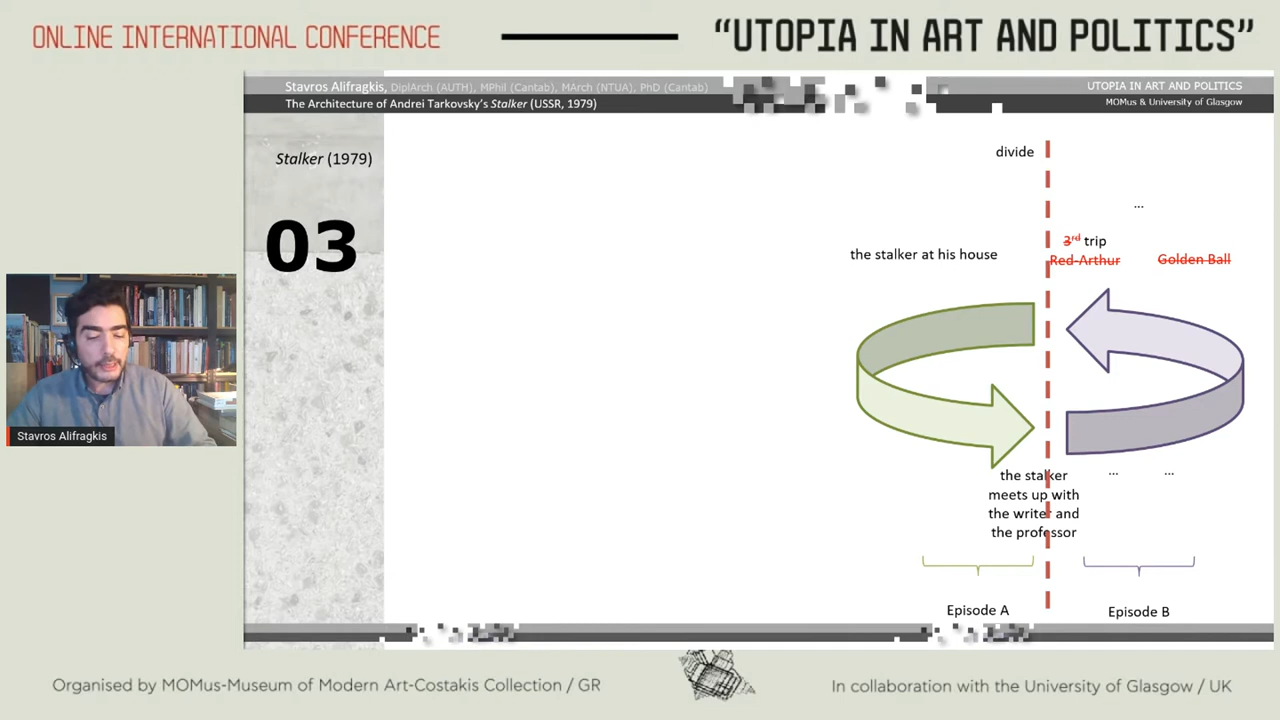 ONLINE INTERNATIONAL CONFERENCE
“UTOPIA IN ART AND POLITICS”
Stavros Alifragkis, DiplArch (AUTH), MPhil (Cantab), MArch (NTUA), PhD (Cantab)
UTOPIA IN ART AND POLITICS
The Architecture of Andrei Tarkovsky's Stalker (USSR, 1979)
MOMus & University of Glasgow
Stalker (1979)
03
divide
...
3rd trip
the stalker at his house
Red-Arthur
Golden Ball
Stavros Alifragkis
the stalker
meets up with
the writer and
the professor
...
...
Episode A
Episode B
Organised by MOMus-Museum of Modern Art-Costakis Collection / GR
In collaboration with the University of Glasgow / UK